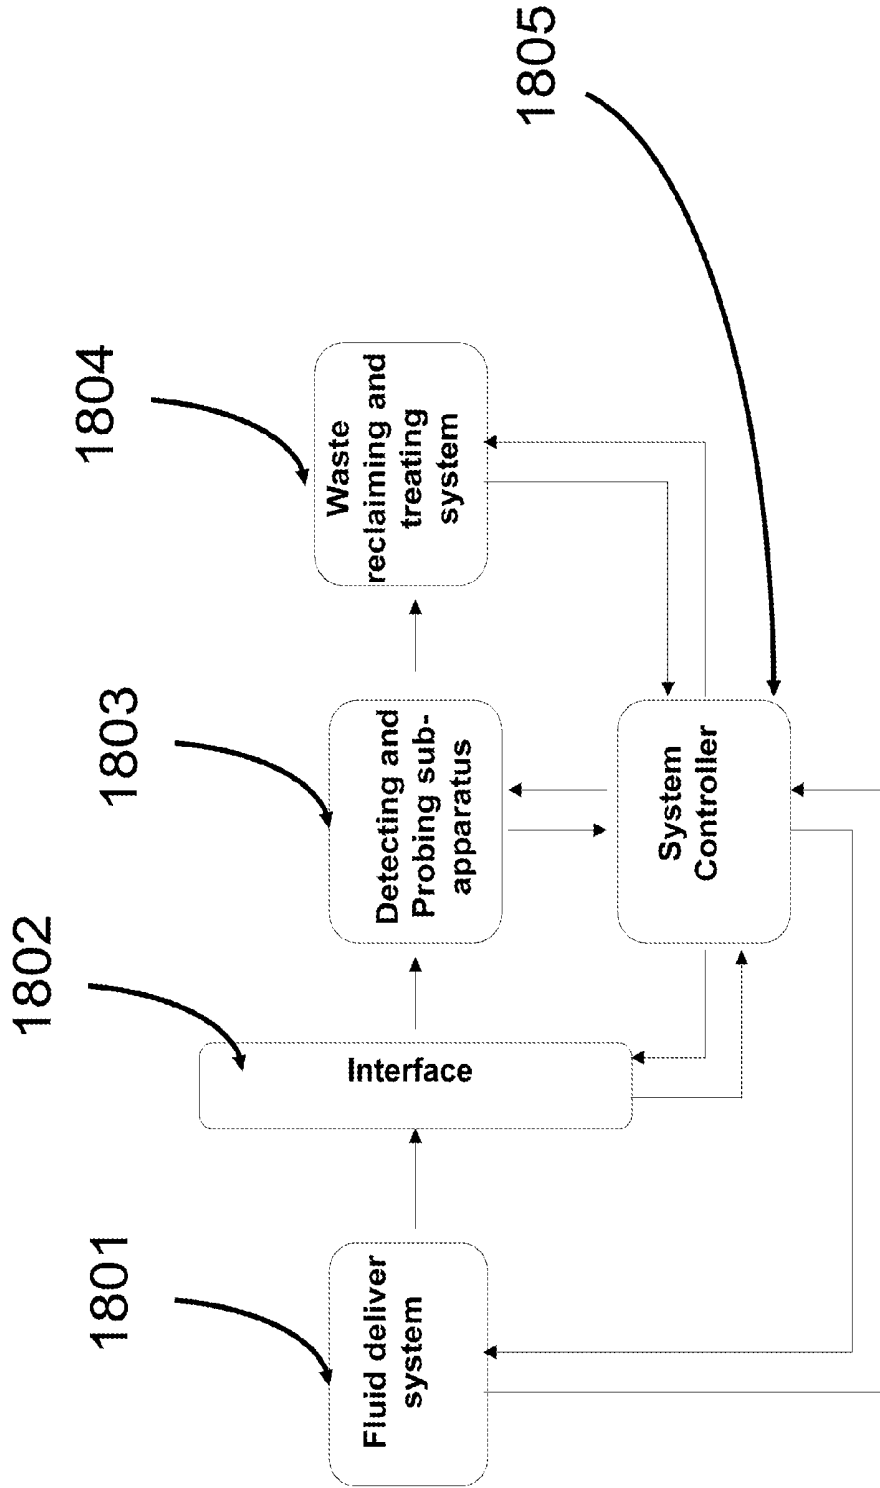 1801
1802
1803
1804
1805
Fluid deliver
system
Interface
Detecting and
Probing sub-
apparatus
Waste
reclaiming and
treating
system
System
Controller